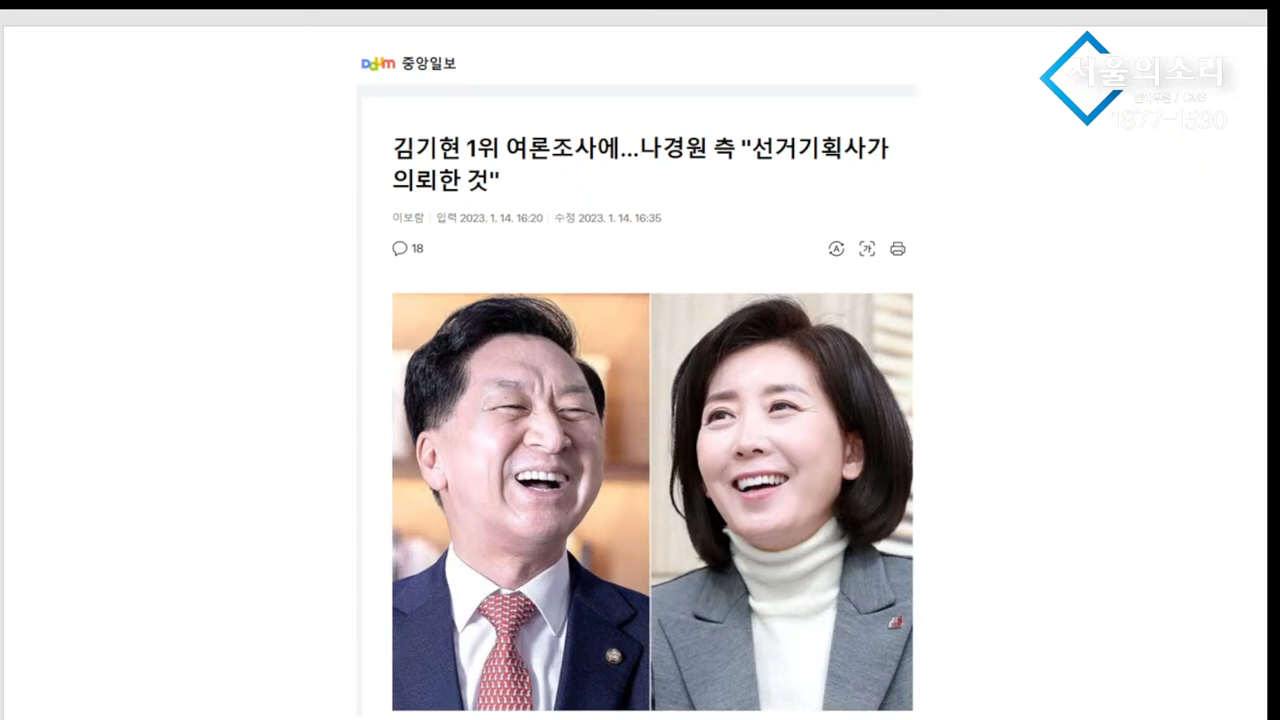 Daum 중앙일보
서울의소리
1877-1580
김기현 1위 여론조사에...나경원 측 "선거기획사가
의뢰한 것"
이보람 | 입력 2023. 1. 14. 16:20 | 수정 2023. 1. 14. 16:35
18